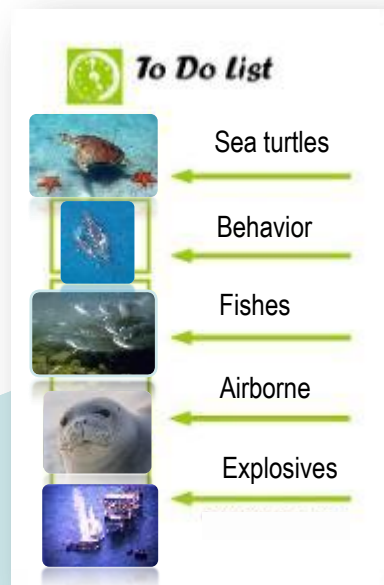 To Do List
Sea turtles
Behavior
Fishes
Airborne
Explosives